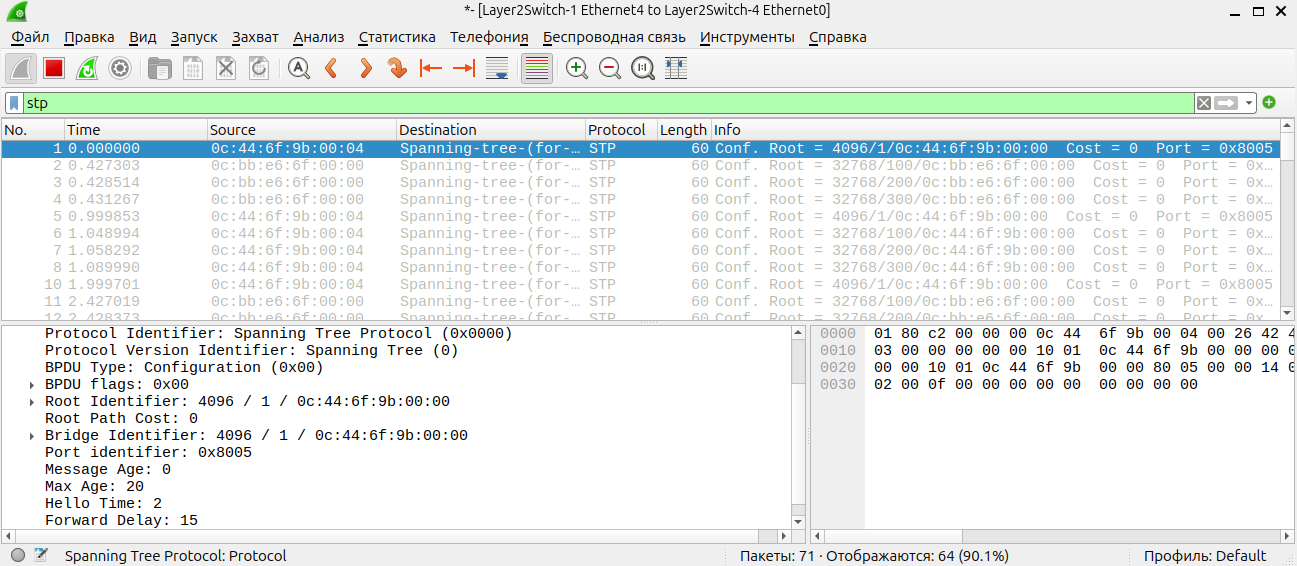 *- [Layer2Switch-1 Ethernet4 to Layer2Switch-4 Ethernet0]
Файл Правка Вид Запуск Захват Анализ Статистика Телефония Беспроводная связь Инструменты Справка
stp
No. Time Source Destination Protocol Length Info
1 0.000000 0c:44:6f:9b:00:04 Spanning-tree-(for-… STP 60 Conf. Root = 4096/1/0c:44:6f:9b:00:00 Cost = 0 Port = 0x8005
2 0.427303 0c:bb:e6:6f:00:00 Spanning-tree-(for-… STP 60 Conf. Root = 32768/100/0c:bb:e6:6f:00:00 Cost = 0 Port = 0x…
3 0.428514 0c:bb:e6:6f:00:00 Spanning-tree-(for-… STP 60 Conf. Root = 32768/200/0c:bb:e6:6f:00:00 Cost = 0 Port = 0x…
4 0.431267 0c:bb:e6:6f:00:00 Spanning-tree-(for-… STP 60 Conf. Root = 32768/300/0c:bb:e6:6f:00:00 Cost = 0 Port = 0x…
5 0.999853 0c:44:6f:9b:00:04 Spanning-tree-(for-… STP 60 Conf. Root = 4096/1/0c:44:6f:9b:00:00 Cost = 0 Port = 0x8005
6 1.048994 0c:44:6f:9b:00:04 Spanning-tree-(for-… STP 60 Conf. Root = 32768/100/0c:bb:e6:6f:00:00 Cost = 0 Port = 0x…
7 1.058292 0c:44:6f:9b:00:04 Spanning-tree-(for-… STP 60 Conf. Root = 32768/200/0c:bb:e6:6f:00:00 Cost = 0 Port = 0x…
8 1.089990 0c:44:6f:9b:00:04 Spanning-tree-(for-… STP 60 Conf. Root = 32768/300/0c:bb:e6:6f:00:00 Cost = 0 Port = 0x…
10 1.999701 0c:44:6f:9b:00:04 Spanning-tree-(for-… STP 60 Conf. Root = 4096/1/0c:44:6f:9b:00:00 Cost = 0 Port = 0x8005
11 2.427019 0c:bb:e6:6f:00:00 Spanning-tree-(for-… STP 60 Conf. Root = 32768/100/0c:bb:e6:6f:00:00 Cost = 0 Port = 0x…
12 2.428373 0c:bb:e6:6f:00:00 Spanning-tree-(for-… STP 60 Conf. Root = 32768/200/0c:bb:e6:6f:00:00 Cost = 0 Port = 0x…
Protocol Identifier: Spanning Tree Protocol (0x0000)
Protocol Version Identifier: Spanning Tree (0)
BPDU Type: Configuration (0x00)
BPDU flags: 0x00
Root Identifier: 4096 / 1 / 0c:44:6f:9b:00:00
Root Path Cost: 0
Bridge Identifier: 4096 / 1 / 0c:44:6f:9b:00:00
Port identifier: 0x8005
Message Age: 0
Max Age: 20
Hello Time: 2
Forward Delay: 15
0000 01 80 c2 00 00 00 0c 44 6f 9b 00 04 00 26 42 4
0010 03 00 00 00 00 00 10 01 0c 44 6f 9b 00 00 00 0
0020 00 00 10 01 0c 44 6f 9b 00 00 80 05 00 00 14 0
0030 02 00 0f 00 00 00 00 00 00 00 00 00
Spanning Tree Protocol: Protocol
Пакеты: 71 · Отображаются: 64 (90.1%)
Профиль: Default